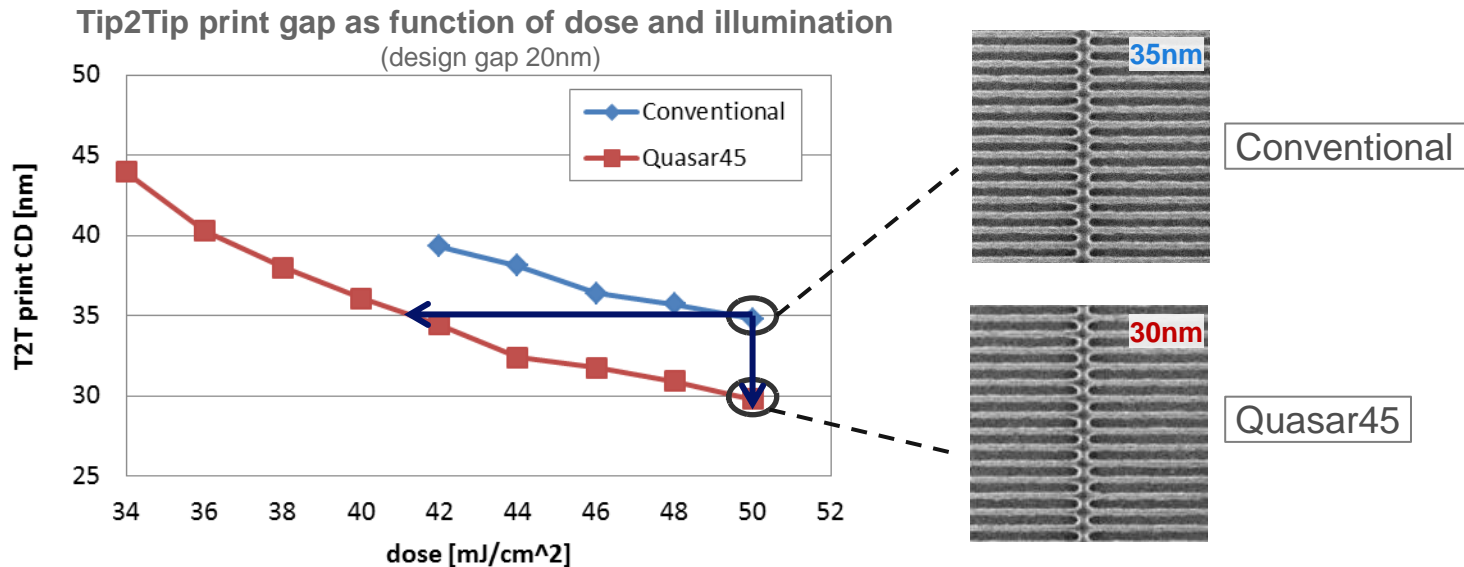 Tip2Tip print gap as function of dose and illumination
(design gap 20nm)
50
45
40
35
30
25
T2T print CD [nm]
Conventional
Quasar45
34 36 38 40 42 44 46 48 50 52
dose [mJ/cm^2]
35nm
Conventional
30nm
Quasar45